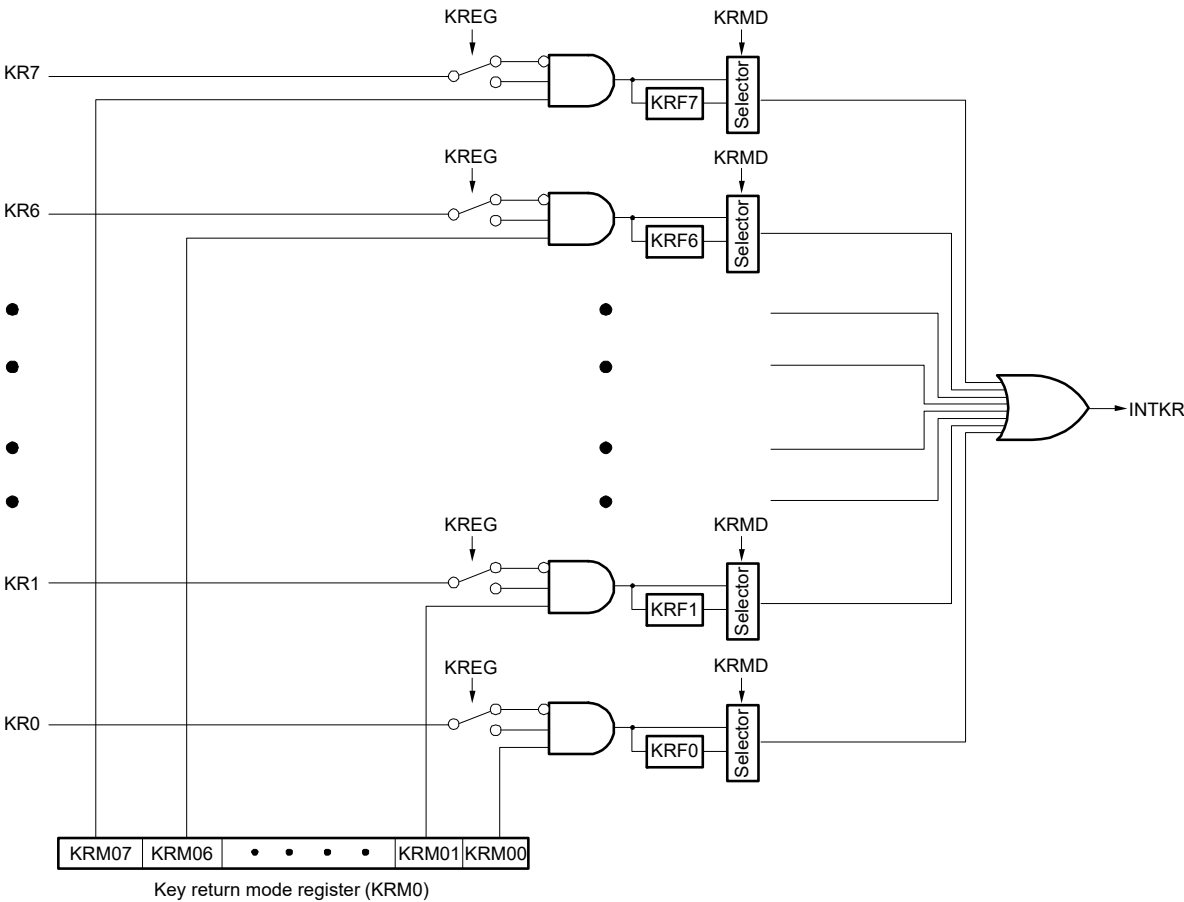 KREG
KRMD
KR7
KRF7
Selector
KREG
KRMD
KR6
KRF6
Selector
INTKR
KREG
KRMD
KR1
KRF1
Selector
KREG
KRMD
KR0
KRF0
Selector
KRM07 KRM06 KRM01 KRM00
Key return mode register (KRM0)